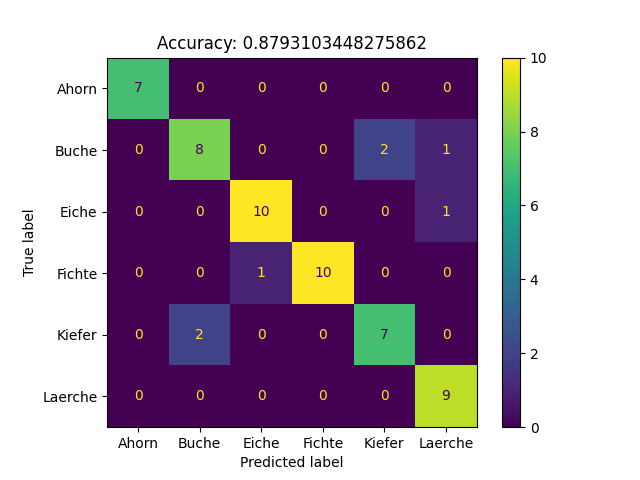 Accuracy: 0.8793103448275862
True label
Ahorn 7 0 0 0 0 0
Buche 0 8 0 0 2 1
Eiche 0 0 10 0 0 1
Fichte 0 0 1 10 0 0
Kiefer 0 2 0 0 7 0
Laerche 0 0 0 0 0 9
Ahorn Buche Eiche Fichte Kiefer Laerche
Predicted label
10
8
6
4
2
0